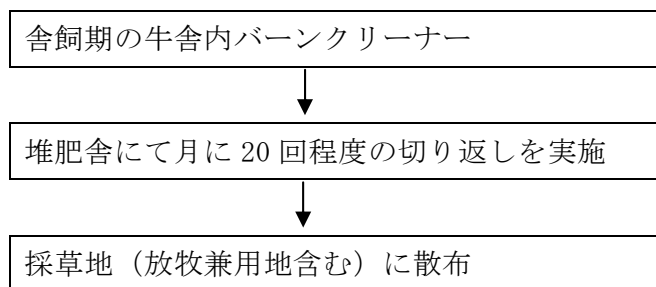 舎飼期の牛舎内バーンクリーナー
堆肥舎にて月に 20 回程度の切り返しを実施
採草地（放牧兼用地含む）に散布